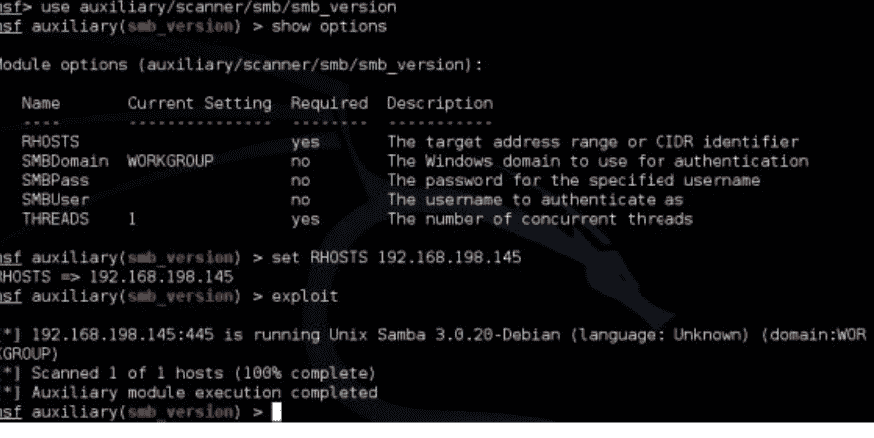 msf> use auxiliary/scanner/smb/smb_version
msf auxiliary(smb_version) > show options
Module options (auxiliary/scanner/smb/smb_version):
Name Current Setting Required Description
---- --------------- -------- -----------
RHOSTS yes The target address range or CIDR identifier
SMBDomain WORKGROUP no The Windows domain to use for authentication
SMBPass no The password for the specified username
SMBUser no The username to authenticate as
THREADS 1 yes The number of concurrent threads
msf auxiliary(smb_version) > set RHOSTS 192.168.198.145
RHOSTS => 192.168.198.145
msf auxiliary(smb_version) > exploit
[*] 192.168.198.145:445 is running Unix Samba 3.0.20-Debian (language: Unknown) (domain:WOR
KGROUP)
[*] Scanned 1 of 1 hosts (100% complete)
[*] Auxiliary module execution completed
msf auxiliary(smb_version) >